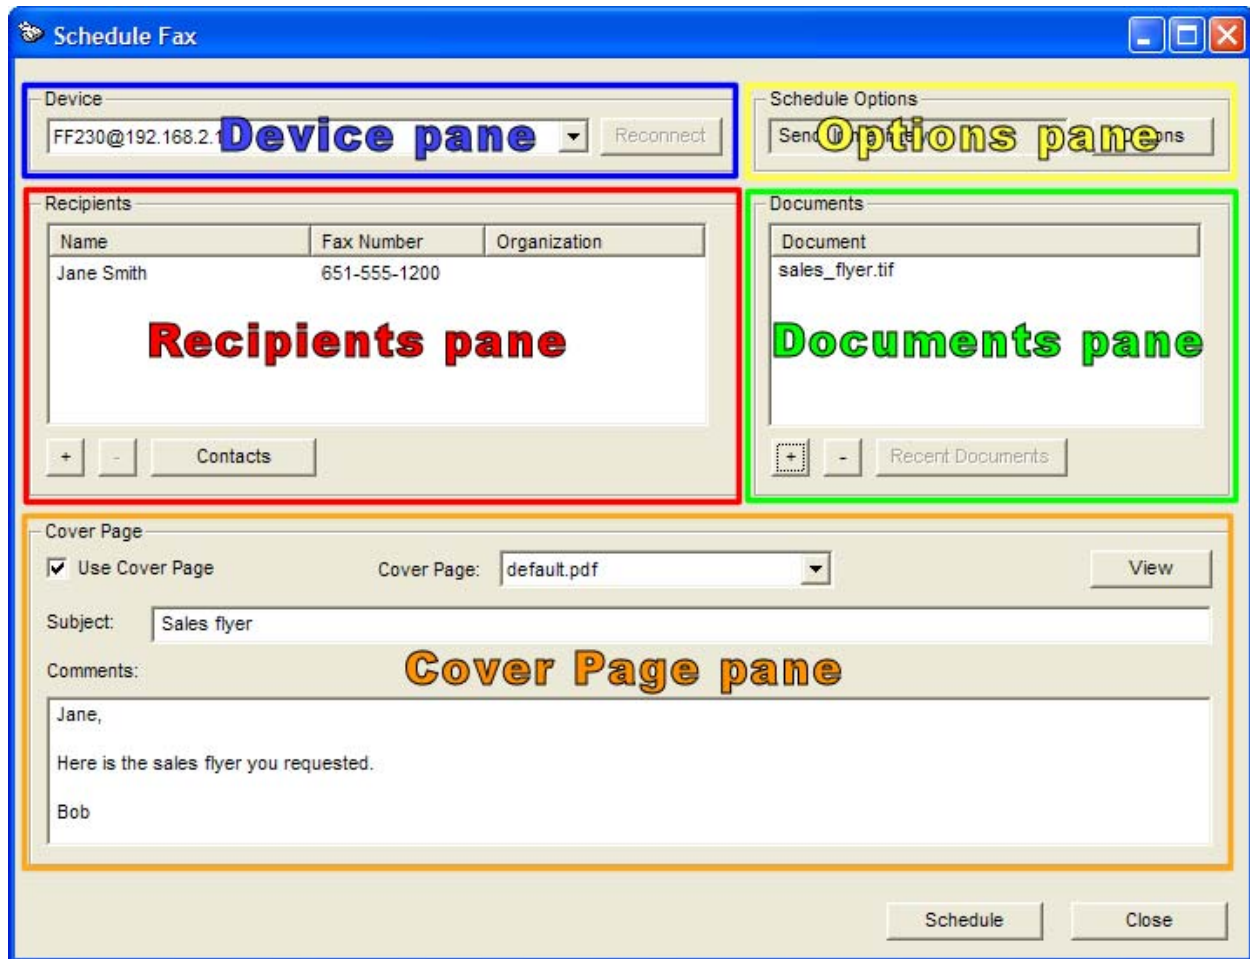 Schedule Fax
Device
FF230@192.168.2.1
Device pane
Reconnect
Schedule Options
Send
Options pane
Recipients
Name Fax Number Organization
Jane Smith 651-555-1200
Recipients pane
+ - Contacts
Documents
Document
sales_flyer.tif
Documents pane
+ - Recent Documents
Cover Page
Use Cover Page Cover Page: default.pdf View
Subject: Sales flyer
Cover Page pane
Comments:
Jane,
Here is the sales flyer you requested.
Bob
Schedule Close